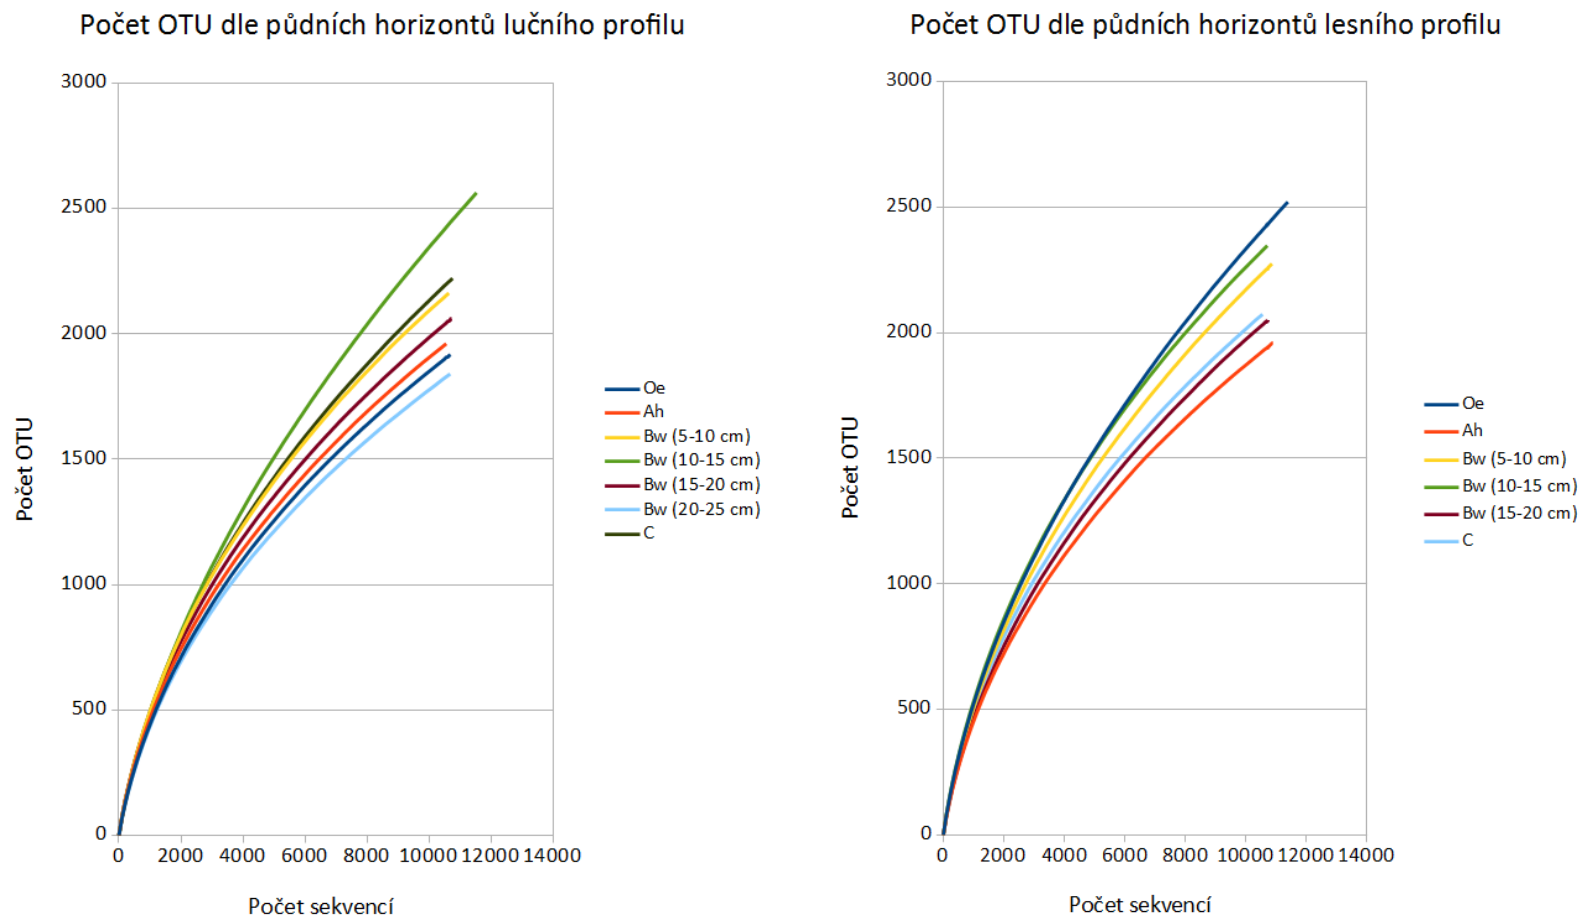 Počet OTU dle půdních horizontů lučního profilu
3000
2500
2000
1500
1000
500
0
0 2000 4000 6000 8000 10000 12000 14000
Počet OTU
Počet sekvencí
Oe
Ah
Bw (5-10 cm)
Bw (10-15 cm)
Bw (15-20 cm)
Bw (20-25 cm)
C
Počet OTU dle půdních horizontů lesního profilu
3000
2500
2000
1500
1000
500
0
0 2000 4000 6000 8000 10000 12000 14000
Počet OTU
Počet sekvencí
Oe
Ah
Bw (5-10 cm)
Bw (10-15 cm)
Bw (15-20 cm)
C